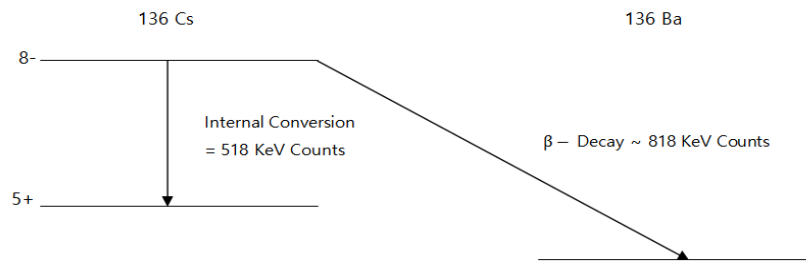 136 Cs
136 Ba
8-
Internal Conversion
= 518 KeV Counts
β – Decay ~ 818 KeV Counts
5+